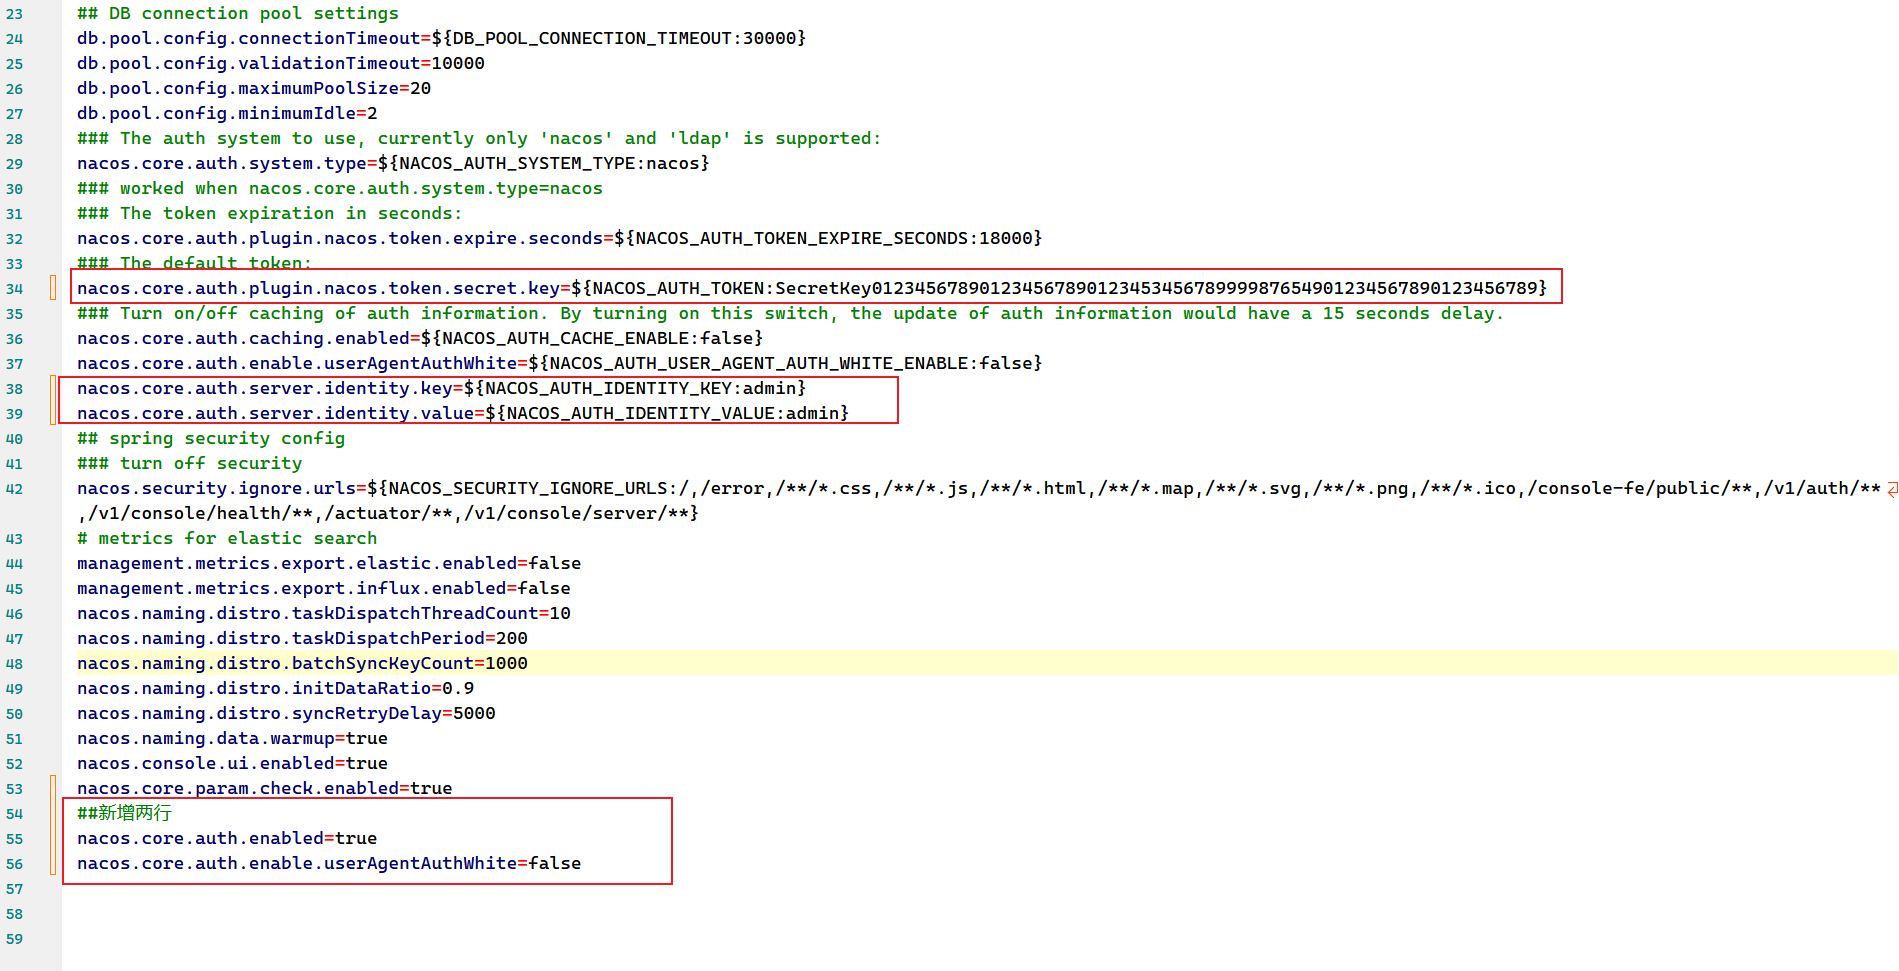 23 ## DB connection pool settings
24 db.pool.config.connectionTimeout=${DB_POOL_CONNECTION_TIMEOUT:30000}
25 db.pool.config.validationTimeout=10000
26 db.pool.config.maximumPoolSize=20
27 db.pool.config.minimumIdle=2
28 ### The auth system to use, currently only 'nacos' and 'ldap' is supported:
29 nacos.core.auth.system.type=${NACOS_AUTH_SYSTEM_TYPE:nacos}
30 ### worked when nacos.core.auth.system.type=nacos
31 ### The token expiration in seconds:
32 nacos.core.auth.plugin.nacos.token.expire.seconds=${NACOS_AUTH_TOKEN_EXPIRE_SECONDS:18000}
33 ### The default token:
34 nacos.core.auth.plugin.nacos.token.secret.key=${NACOS_AUTH_TOKEN:SecretKey01234567890123456789012345345678999987654901234567890123456789}
35 ### Turn on/off caching of auth information. By turning on this switch, the update of auth information would have a 15 seconds delay.
36 nacos.core.auth.caching.enabled=${NACOS_AUTH_CACHE_ENABLE:false}
37 nacos.core.auth.enable.userAgentAuthWhite=${NACOS_AUTH_USER_AGENT_AUTH_WHITE_ENABLE:false}
38 nacos.core.auth.server.identity.key=${NACOS_AUTH_IDENTITY_KEY:admin}
39 nacos.core.auth.server.identity.value=${NACOS_AUTH_IDENTITY_VALUE:admin}
40 ## spring security config
41 ### turn off security
42 nacos.security.ignore.urls=${NACOS_SECURITY_IGNORE_URLS:/,/error,/**/*.css,/**/*.js,/**/*.html,/**/*.map,/**/*.svg,/**/*.png,/**/*.ico,/console-fe/public/**,/v1/auth/**
,/v1/console/health/**,/actuator/**,/v1/console/server/**}
43 # metrics for elastic search
44 management.metrics.export.elastic.enabled=false
45 management.metrics.export.influx.enabled=false
46 nacos.naming.distro.taskDispatchThreadCount=10
47 nacos.naming.distro.taskDispatchPeriod=200
48 nacos.naming.distro.batchSyncKeyCount=1000
49 nacos.naming.distro.initDataRatio=0.9
50 nacos.naming.distro.syncRetryDelay=5000
51 nacos.naming.data.warmup=true
52 nacos.console.ui.enabled=true
53 nacos.core.param.check.enabled=true
54 ##新增两行
55 nacos.core.auth.enabled=true
56 nacos.core.auth.enable.userAgentAuthWhite=false
57
58
59